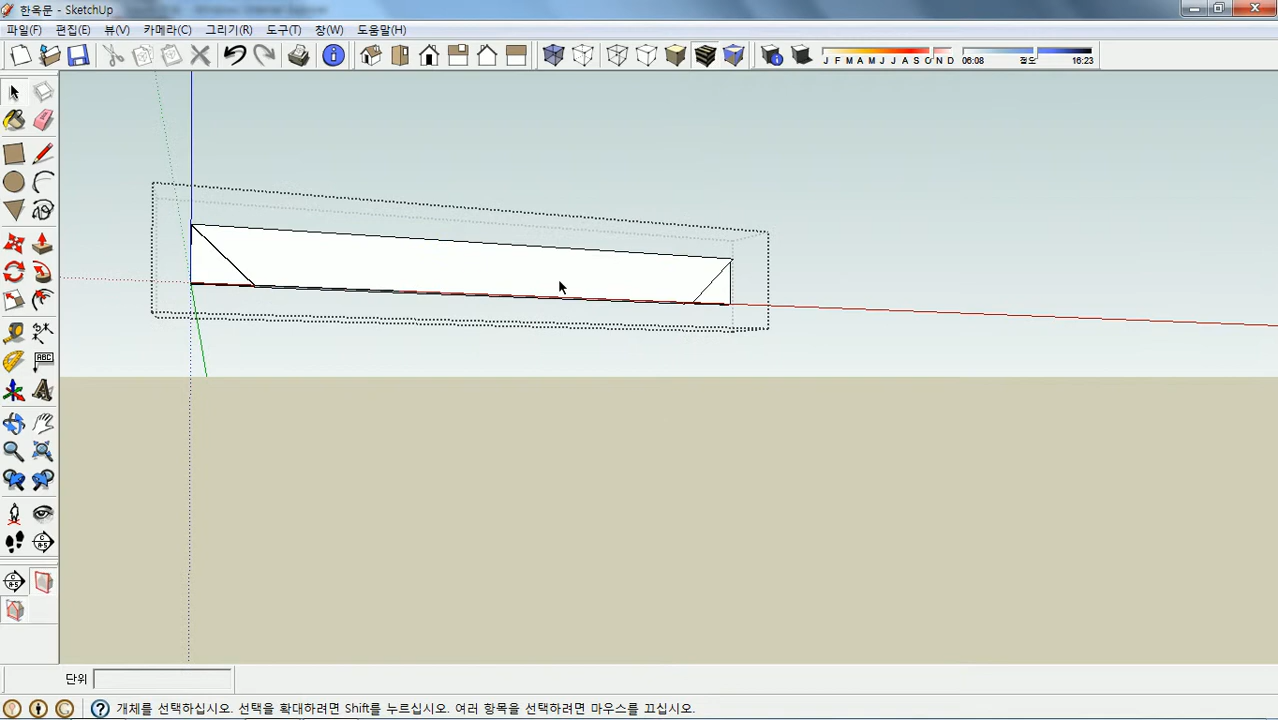 한옥문 - SketchUp
파일(F) 편집(E) 뷰(V) 카메라(C) 그리기(R) 도구(T) 창(W) 도움말(H)
J F M A M J J A S O N D 06:08 정오 16:23
ABC
단위
개체를 선택하십시오. 선택을 확대하려면 Shift를 누르십시오. 여러 항목을 선택하려면 마우스를 끄십시오.